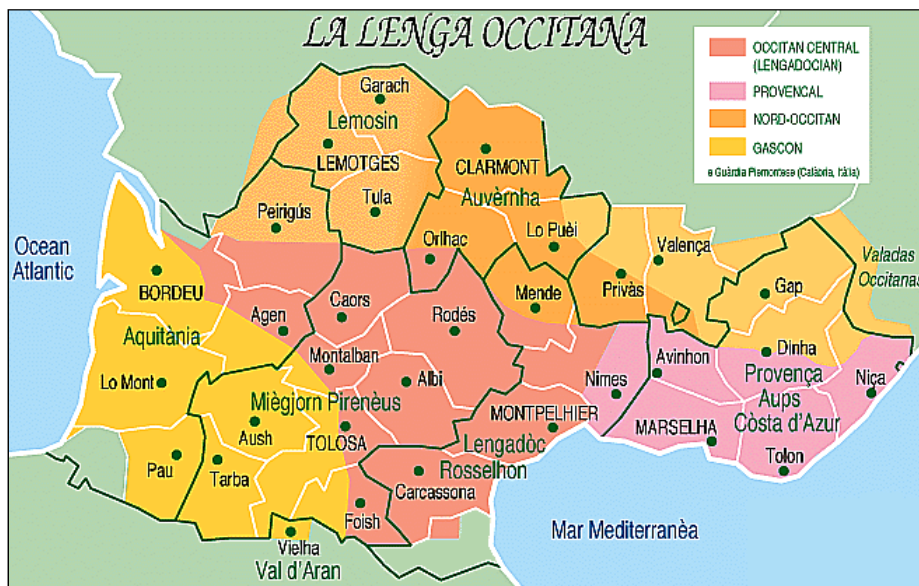 LA LENGA OCCITANA
OCCITAN CENTRAL
(LENGADOCIAN)
PROVENÇAL
NORD-OCCITAN
GASCON
e Guàrdia Piemontese (Calàbria, Itàlia)
Garach
Lemosin
LEMOTGES
CLARMONT
Tula
Auvèrnha
Peirigús
Ocean
Atlantic
Orlhac
Lo Puèi
Valença
Valadas
Occitanas
BORDEU
Mende
Privàs
Gap
Caors
Agen
Rodés
Aquitània
Avinhon
Dinha
Montalban
Provença
Lo Mont
Albi
Nimes
Niça
Miègjorn Pirenèus
Aups
MONTPELHIER
MARSELHA
Còsta d'Azur
Aush
TOLOSA
Lengadòc
Tolon
Pau
Tarba
Rosselhon
Carcassona
Foish
Mar Mediterranèa
Vielha
Val d'Aran